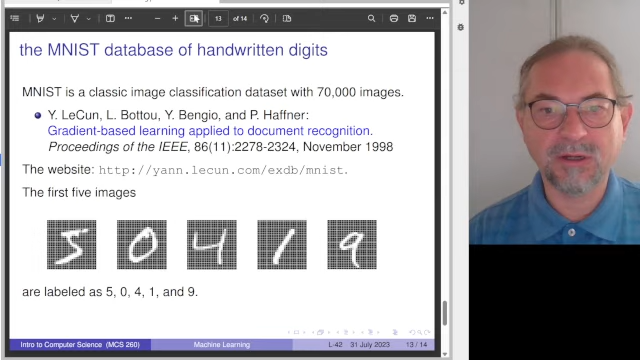 13 of 14
the MNIST database of handwritten digits
MNIST is a classic image classification dataset with 70,000 images.
Y. LeCun, L. Bottou, Y. Bengio, and P. Haffner:
Gradient-based learning applied to document recognition.
Proceedings of the IEEE, 86(11):2278-2324, November 1998
The website: http://yann.lecun.com/exdb/mnist.
The first five images
5 0 4 1 9
are labeled as 5, 0, 4, 1, and 9.
Intro to Computer Science (MCS 260) Machine Learning L-42 31 July 2023 13 / 14